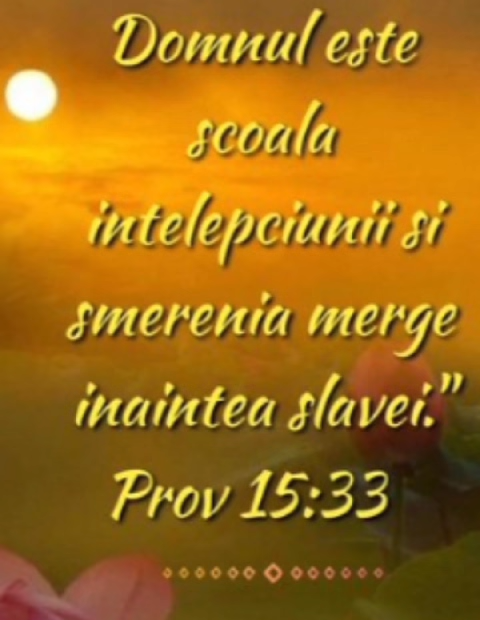 Domnul este
scoala
intelepciunii si
smerenia merge
inaintea slavei."
Prov 15:33